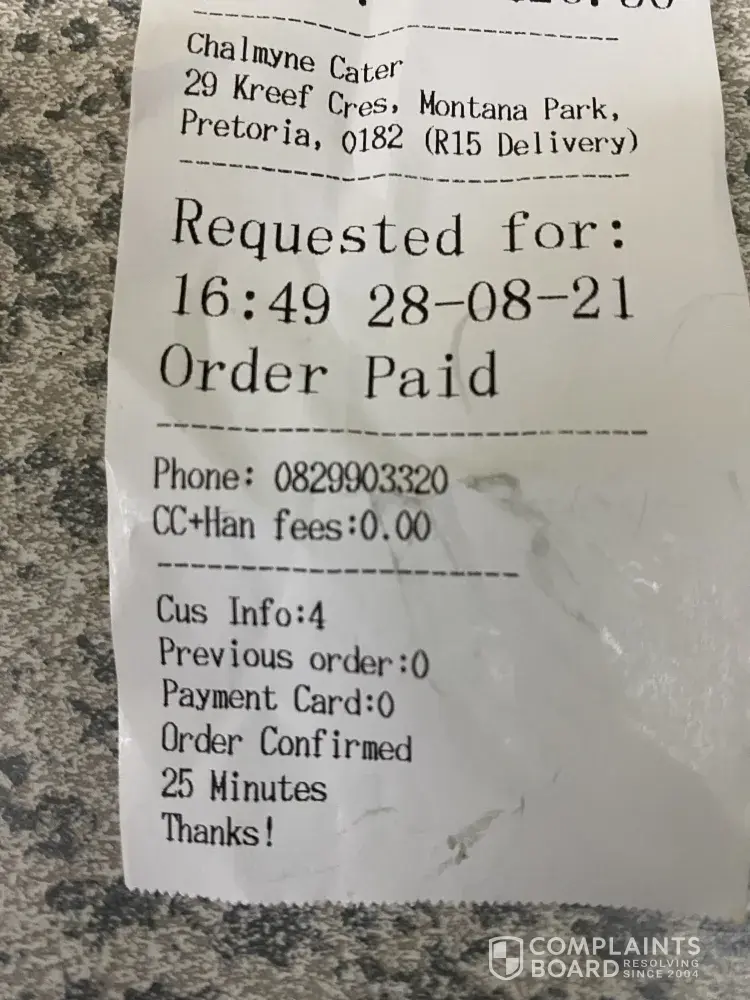 Chalmyne Cater
29 Kreef Cres, Montana Park,
Pretoria, 0182 (R15 Delivery)
Requested for:
16:49 28-08-21
Order Paid
Phone: 0829903320
CC+Han fees:0.00
Cus Info:4
Previous order:0
Payment Card:0
Order Confirmed
25 Minutes
Thanks!
COMPLAINTS
BOARD RESOLVING
SINCE 2004